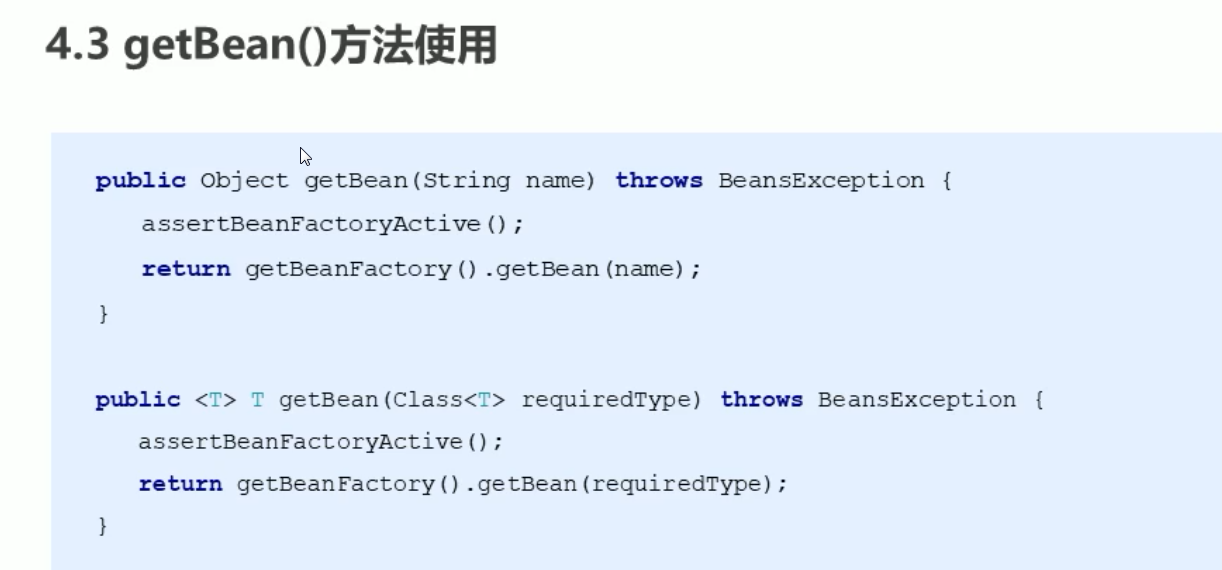 4.3 getBean()方法使用
public Object getBean(String name) throws BeansException {
assertBeanFactoryActive();
return getBeanFactory().getBean(name);
}
public <T> T getBean(Class<T> requiredType) throws BeansException {
assertBeanFactoryActive();
return getBeanFactory().getBean(requiredType);
}